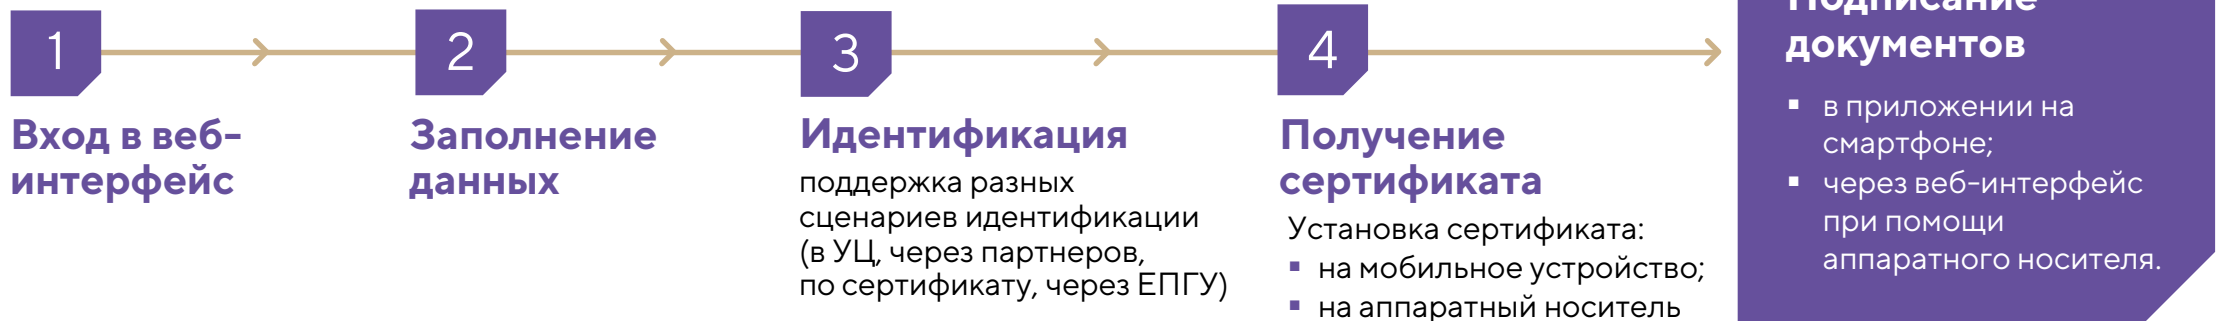 1
Вход в веб-
интерфейс
2
Заполнение
данных
3
Идентификация
поддержка разных
сценариев идентификации
(в УЦ, через партнеров,
по сертификату, через ЕПГУ)
4
Получение
сертификата
Установка сертификата:
▪ на мобильное устройство;
▪ на аппаратный носитель
Подписание
документов
▪ в приложении на
смартфоне;
▪ через веб-интерфейс
при помощи
аппаратного носителя.